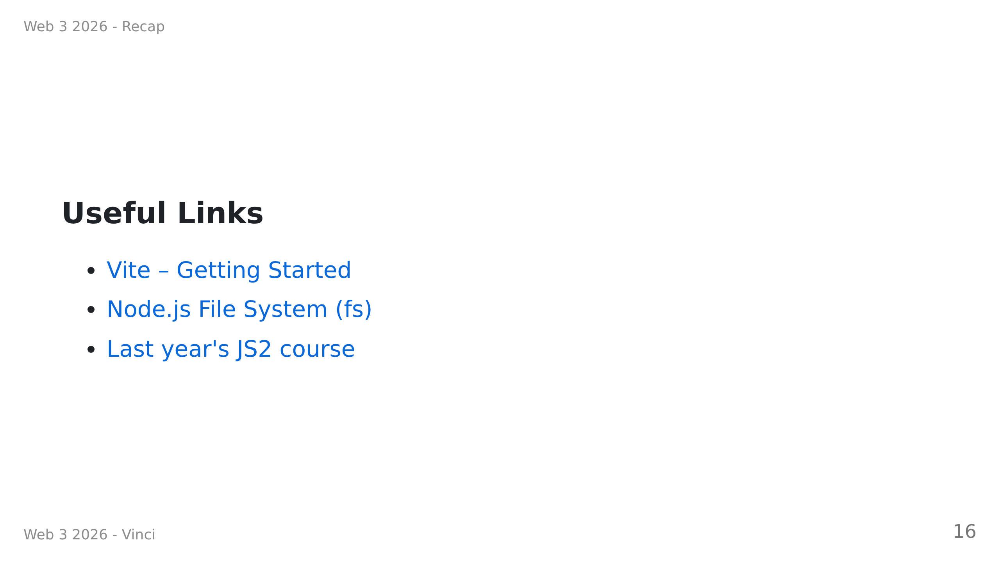 Web 3 2026 - Recap
Useful Links
• Vite – Getting Started
• Node.js File System (fs)
• Last year's JS2 course
Web 3 2026 - Vinci
16